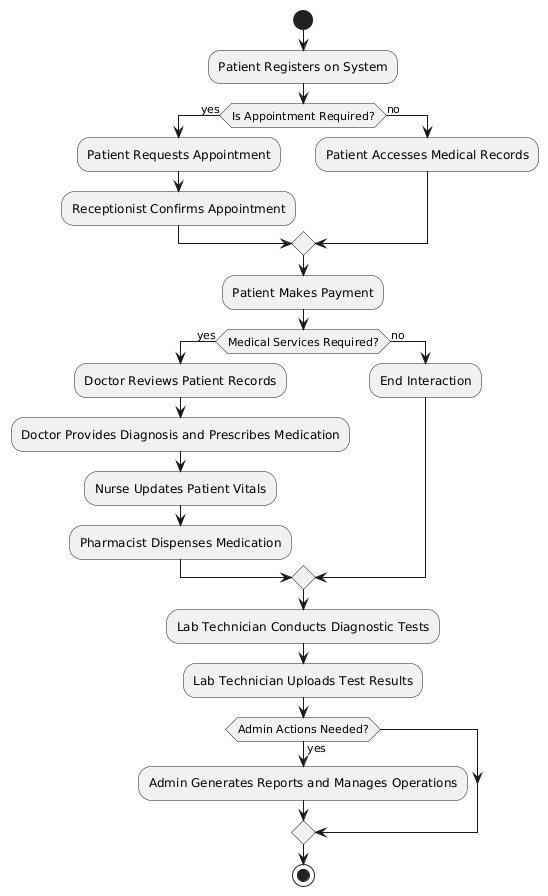 Patient Registers on System
yes
Is Appointment Required?
no
Patient Requests Appointment
Patient Accesses Medical Records
Receptionist Confirms Appointment
Patient Makes Payment
yes
Medical Services Required?
no
Doctor Reviews Patient Records
End Interaction
Doctor Provides Diagnosis and Prescribes Medication
Nurse Updates Patient Vitals
Pharmacist Dispenses Medication
Lab Technician Conducts Diagnostic Tests
Lab Technician Uploads Test Results
Admin Actions Needed?
yes
Admin Generates Reports and Manages Operations